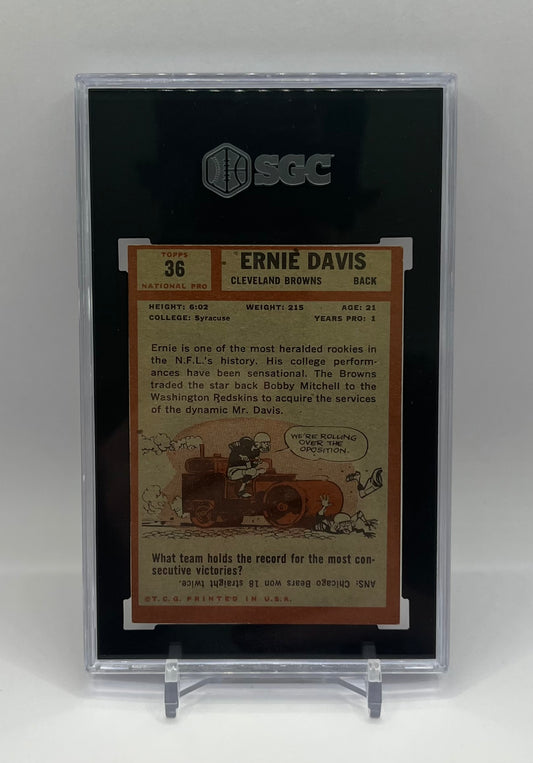 SGC
TOPPS
36
NATIONAL PRO
ERNIE DAVIS
CLEVELAND BROWNS BACK
HEIGHT: 6:02 WEIGHT: 215 AGE: 21
COLLEGE: Syracuse YEARS PRO: 1
Ernie is one of the most heralded rookies in
the N.F.L.'s history. His college perform-
ances have been sensational. The Browns
traded the star back Bobby Mitchell to the
Washington Redskins to acquire the services
of the dynamic Mr. Davis.
WE'RE ROLLING
OVER THE
OPOSITION.
What team holds the record for the most con-
secutive victories?
ANS: Chicago Bears won 18 straight twice.
©T.C.G. PRINTED IN U.S.A.